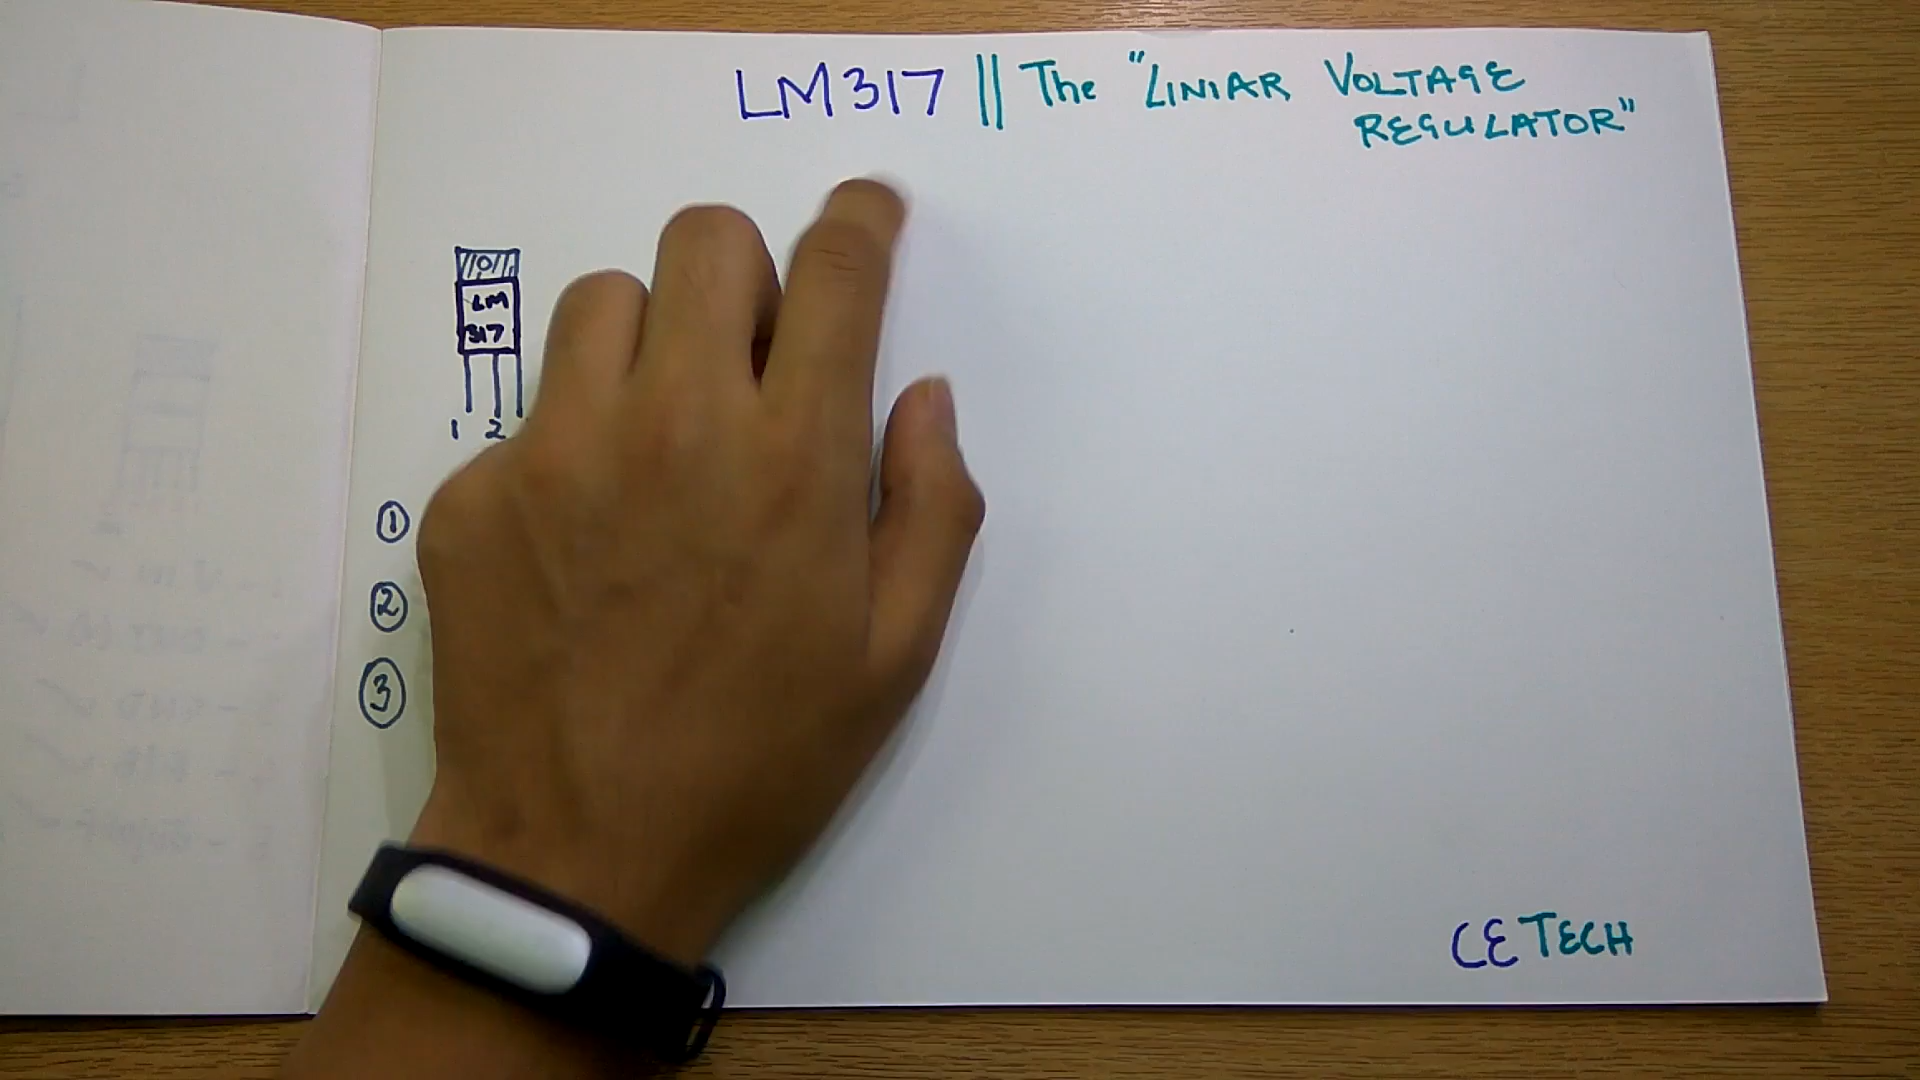 LM317 || The "LINIAR VOLTAGE
REGULATOR"
LM
317
1 2
1
2
3
CE TECH